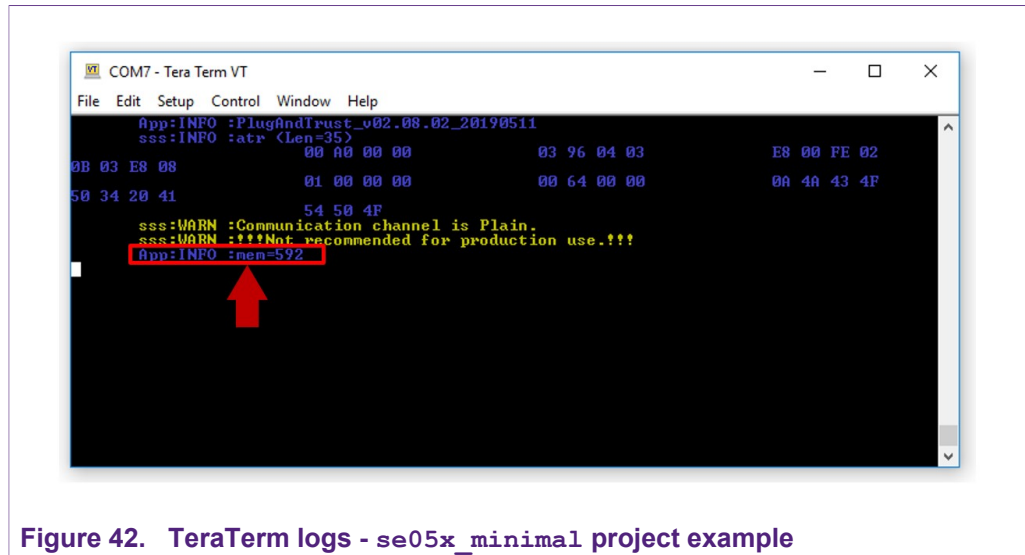 COM7 - Tera Term VT
File Edit Setup Control Window Help
App:INFO :PlugAndTrust_v02.08.02_20190511
sss:INFO :atr (Len=35)
00 A0 00 00 03 96 04 03 E8 00 FE 02
0B 03 E8 08
01 00 00 00 00 64 00 00 0A 4A 43 4F
50 34 20 41
54 50 4F
sss:WARN :Communication channel is Plain.
sss:WARN :!!!Not recommended for production use.!!!
App:INFO :mem=592
Figure 42. TeraTerm logs - se05x_minimal project example